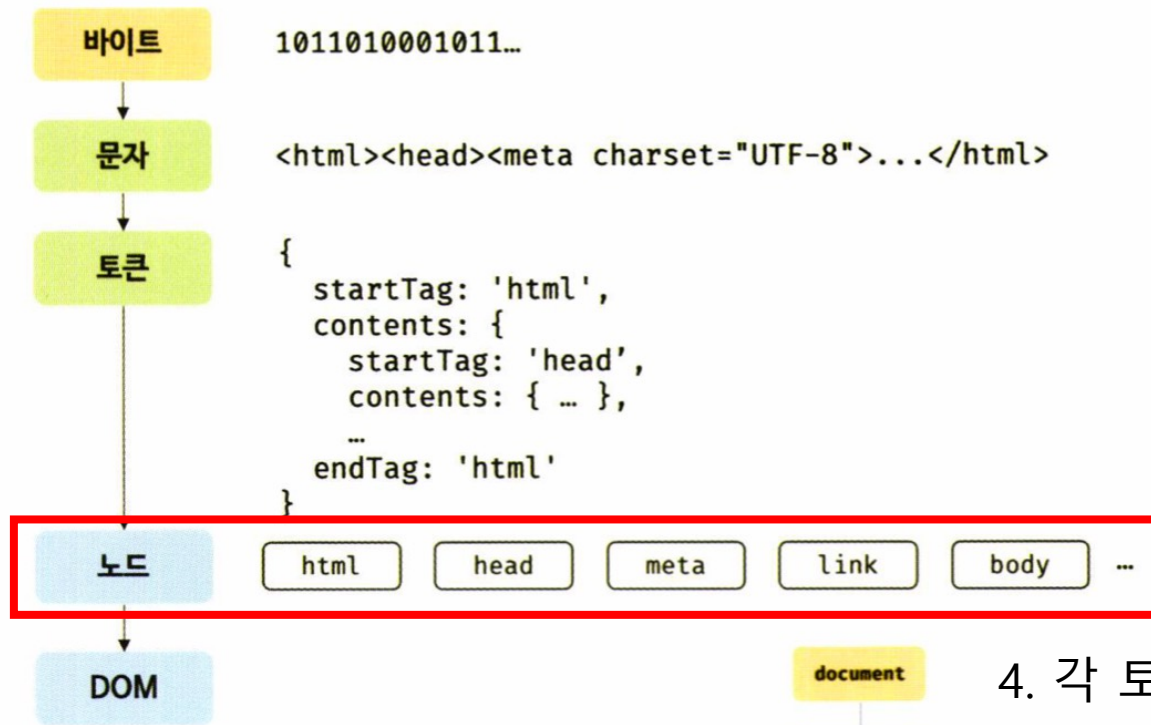 바이트 1011010001011…
문자 <html><head><meta charset="UTF-8">...</html>
토큰 {
startTag: 'html',
contents: {
startTag: 'head',
contents: { … },
…
endTag: 'html'
}
노드 html head meta link body …
DOM document 4. 각 토